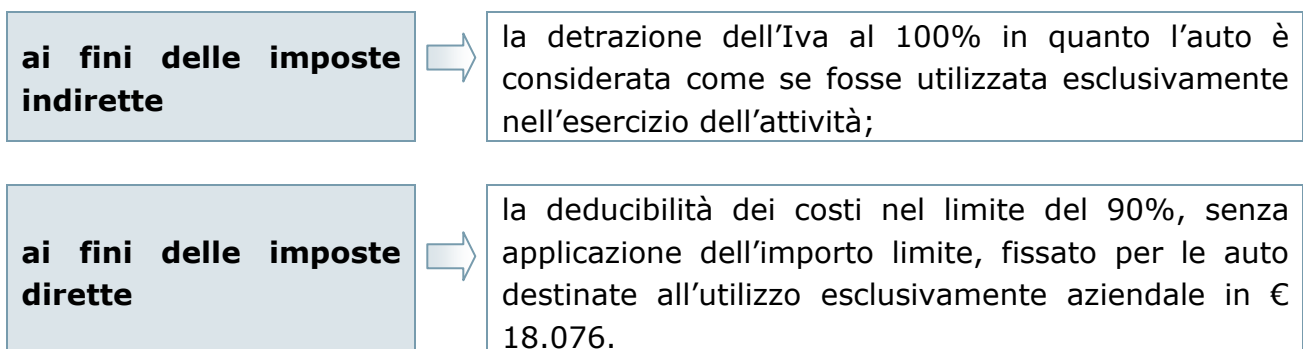 ai fini delle imposte
indirette
la detrazione dell’Iva al 100% in quanto l’auto è
considerata come se fosse utilizzata esclusivamente
nell’esercizio dell’attività;
ai fini delle imposte
dirette
la deducibilità dei costi nel limite del 90%, senza
applicazione dell’importo limite, fissato per le auto
destinate all’utilizzo esclusivamente aziendale in €
18.076.